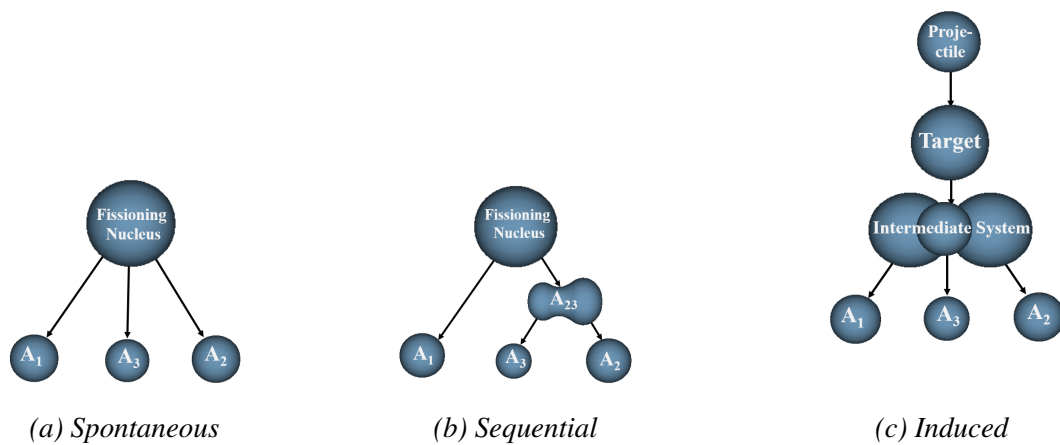 Fissioning
Nucleus
A1
A3
A2
(a) Spontaneous
Fissioning
Nucleus
A23
A1
A3
A2
(b) Sequential
Proje-
ctile
Target
Intermediate System
A1
A3
A2
(c) Induced